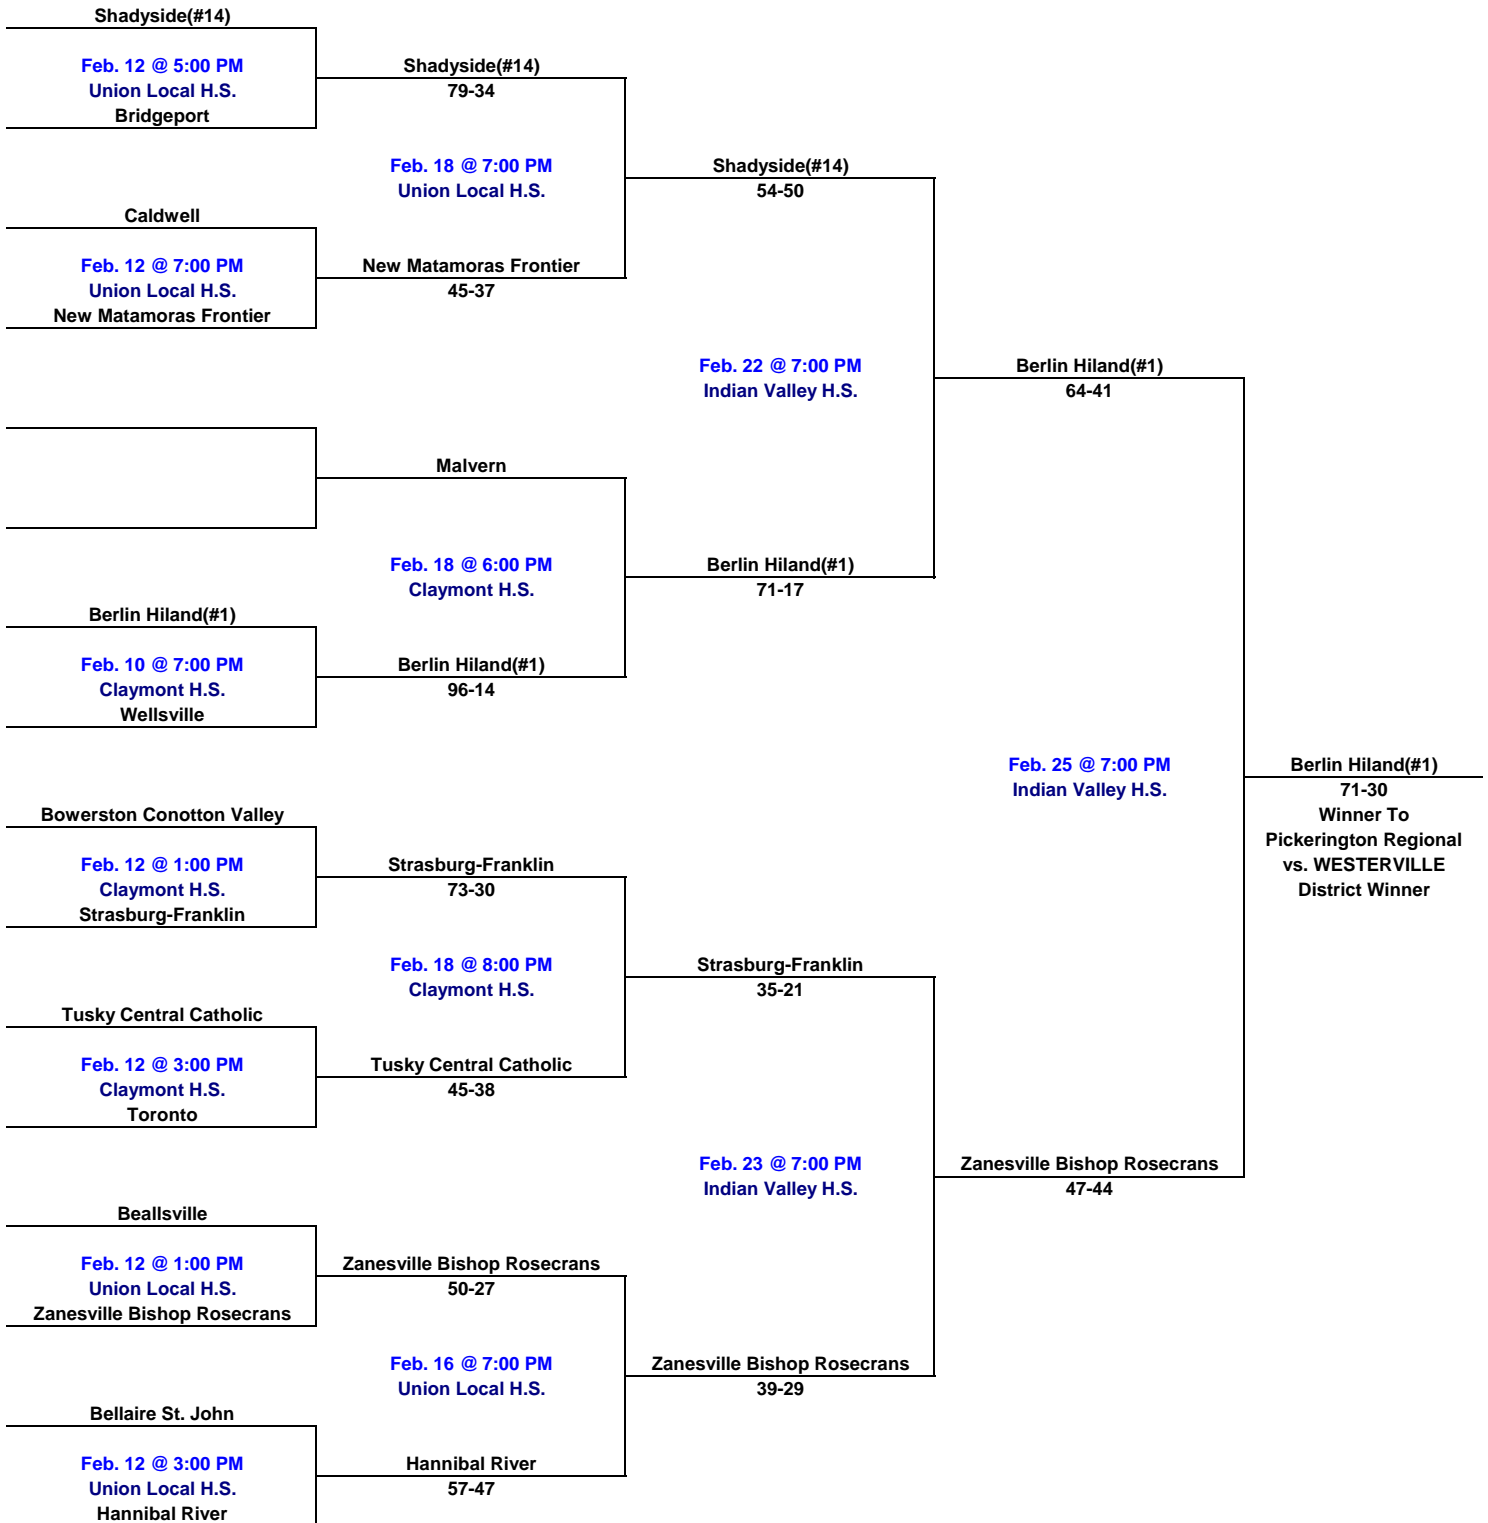 Shadyside(#14)
Feb. 12 @ 5:00 PM
Union Local H.S.
Bridgeport
Caldwell
Feb. 12 @ 7:00 PM
Union Local H.S.
New Matamoras Frontier
Berlin Hiland(#1)
Feb. 10 @ 7:00 PM
Claymont H.S.
Wellsville
Bowerston Conotton Valley
Feb. 12 @ 1:00 PM
Claymont H.S.
Strasburg-Franklin
Tusky Central Catholic
Feb. 12 @ 3:00 PM
Claymont H.S.
Toronto
Beallsville
Feb. 12 @ 1:00 PM
Union Local H.S.
Zanesville Bishop Rosecrans
Bellaire St. John
Feb. 12 @ 3:00 PM
Union Local H.S.
Hannibal River
Shadyside(#14)
79-34
Feb. 18 @ 7:00 PM
Union Local H.S.
New Matamoras Frontier
45-37
Malvern
Feb. 18 @ 6:00 PM
Claymont H.S.
Berlin Hiland(#1)
96-14
Strasburg-Franklin
73-30
Feb. 18 @ 8:00 PM
Claymont H.S.
Tusky Central Catholic
45-38
Zanesville Bishop Rosecrans
50-27
Feb. 16 @ 7:00 PM
Union Local H.S.
Hannibal River
57-47
Shadyside(#14)
54-50
Feb. 22 @ 7:00 PM
Indian Valley H.S.
Berlin Hiland(#1)
71-17
Strasburg-Franklin
35-21
Feb. 23 @ 7:00 PM
Indian Valley H.S.
Zanesville Bishop Rosecrans
39-29
Berlin Hiland(#1)
64-41
Feb. 25 @ 7:00 PM
Indian Valley H.S.
Zanesville Bishop Rosecrans
47-44
Berlin Hiland(#1)
71-30
Winner To
Pickerington Regional
vs. WESTERVILLE
District Winner